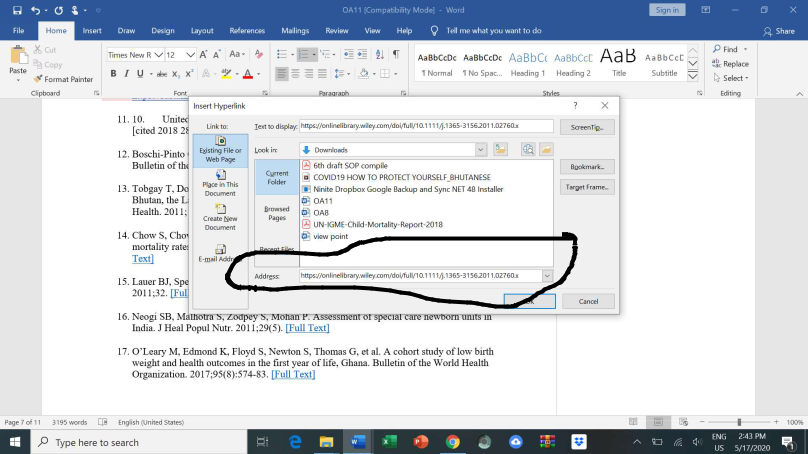 OA11 [Compatibility Mode] - Word
Sign in
File Home Insert Draw Design Layout References Mailings Review View Help Tell me what you want to do Share
Paste
Cut
Copy
Format Painter
Clipboard
Times New R 12
Font
Paragraph
AaBbCcDc AaBbCcDc AaBbCc AaBbCc AaB AaBbCcD
¶ Normal ¶ No Spac... Heading 1 Heading 2 Title Subtitle
Styles
Find
Replace
Select
Editing
Insert Hyperlink
Link to:
Text to display: https://onlinelibrary.wiley.com/doi/full/10.1111/j.1365-3156.2011.02760.x
ScreenTip...
Existing File or
Web Page
Place in This
Document
Create New
Document
E-mail Address
Look in: Downloads
Current
Folder
Browsed
Pages
Recent Files
6th draft SOP compile
COVID19 HOW TO PROTECT YOURSELF_BHUTANESE
Ninite Dropbox Google Backup and Sync NET 48 Installer
OA11
OA8
UN-IGME-Child-Mortality-Report-2018
view point
Bookmark...
Target Frame...
Address: https://onlinelibrary.wiley.com/doi/full/10.1111/j.1365-3156.2011.02760.x
Cancel
11. 10. United
[cited 2018 28
12. Boschi-Pinto
Bulletin of the
13. Tobgay T, Do
Bhutan, the La
Health. 2011;
14. Chow S, Chow
mortality rates
Text]
15. Lauer BJ, Spe
2011;32. [Full
16. Neogi SB, Malhotra S, Zodpey S, Mohan P. Assessment of special care newborn units in
India. J Heal Popul Nutr. 2011;29(5). [Full Text]
17. O’Leary M, Edmond K, Floyd S, Newton S, Thomas G, et al. A cohort study of low birth
weight and health outcomes in the first year of life, Ghana. Bulletin of the World Health
Organization. 2017;95(8):574-83. [Full Text]
Page 7 of 11 3195 words English (United States) 100%
Type here to search
ENG
US
2:43 PM
5/17/2020